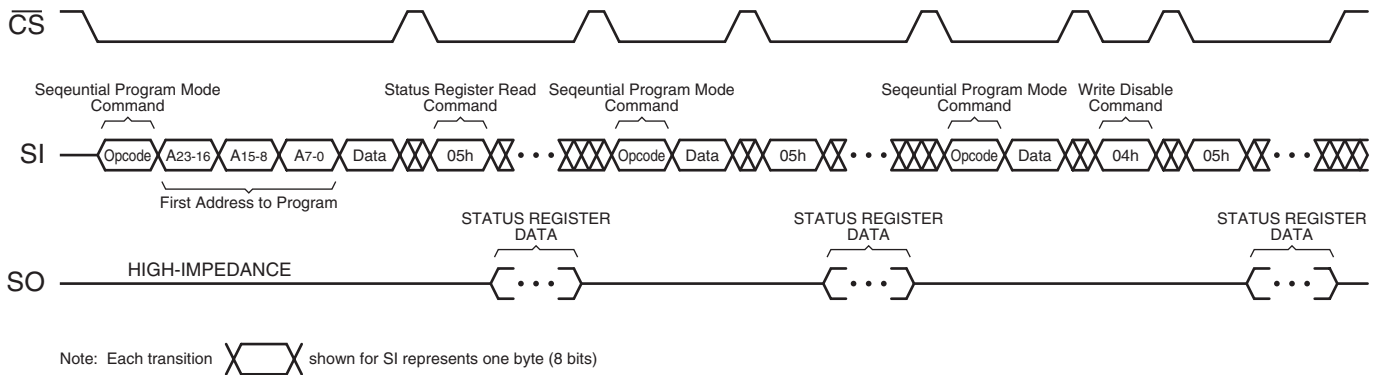 CS
Seqeuntial Program Mode
Command
Status Register Read
Command
Seqeuntial Program Mode
Command
Seqeuntial Program Mode
Command
Write Disable
Command
SI
Opcode A23-16 A15-8 A7-0 Data 05h Opcode Data 05h Opcode Data 04h 05h
First Address to Program
STATUS REGISTER
DATA
STATUS REGISTER
DATA
STATUS REGISTER
DATA
SO
HIGH-IMPEDANCE
Note: Each transition shown for SI represents one byte (8 bits)